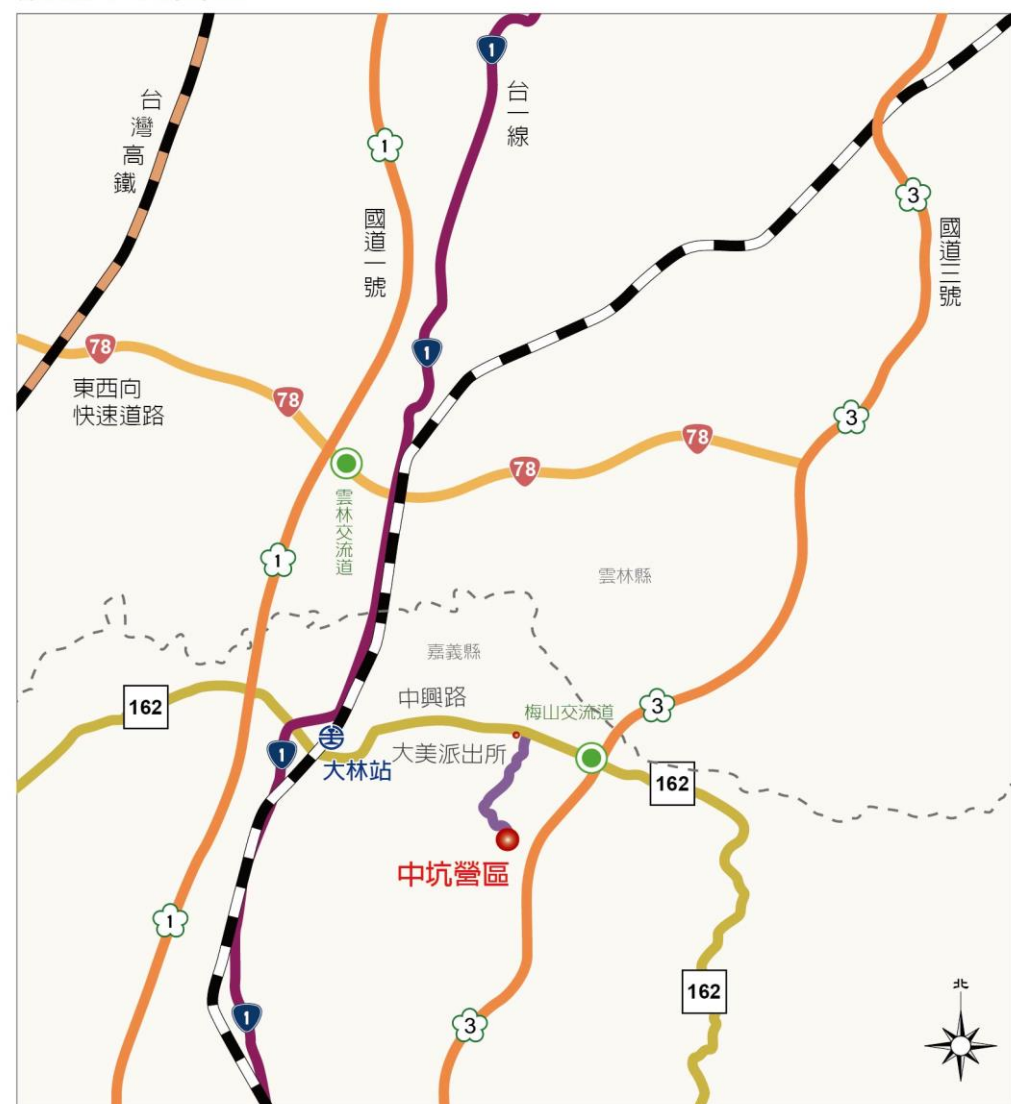 1
台一線
台灣高鐵
1
國道一號
3
國道三號
78
東西向
快速道路
78
1
3
78
78
雲林交流道
1
雲林縣
嘉義縣
162
中興路
梅山交流道
3
1
大林站
大美派出所
162
中坑營區
1
162
北
1
3